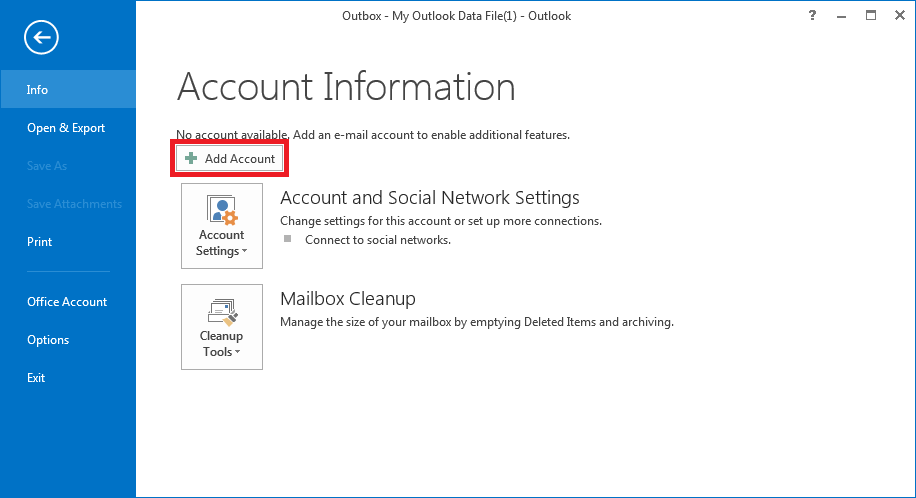 Outbox - My Outlook Data File(1) - Outlook
?
Info
Open & Export
Save As
Save Attachments
Print
Office Account
Options
Exit
Account Information
No account available. Add an e-mail account to enable additional features.
Add Account
Account
Settings
Account and Social Network Settings
Change settings for this account or set up more connections.
Connect to social networks.
Cleanup
Tools
Mailbox Cleanup
Manage the size of your mailbox by emptying Deleted Items and archiving.